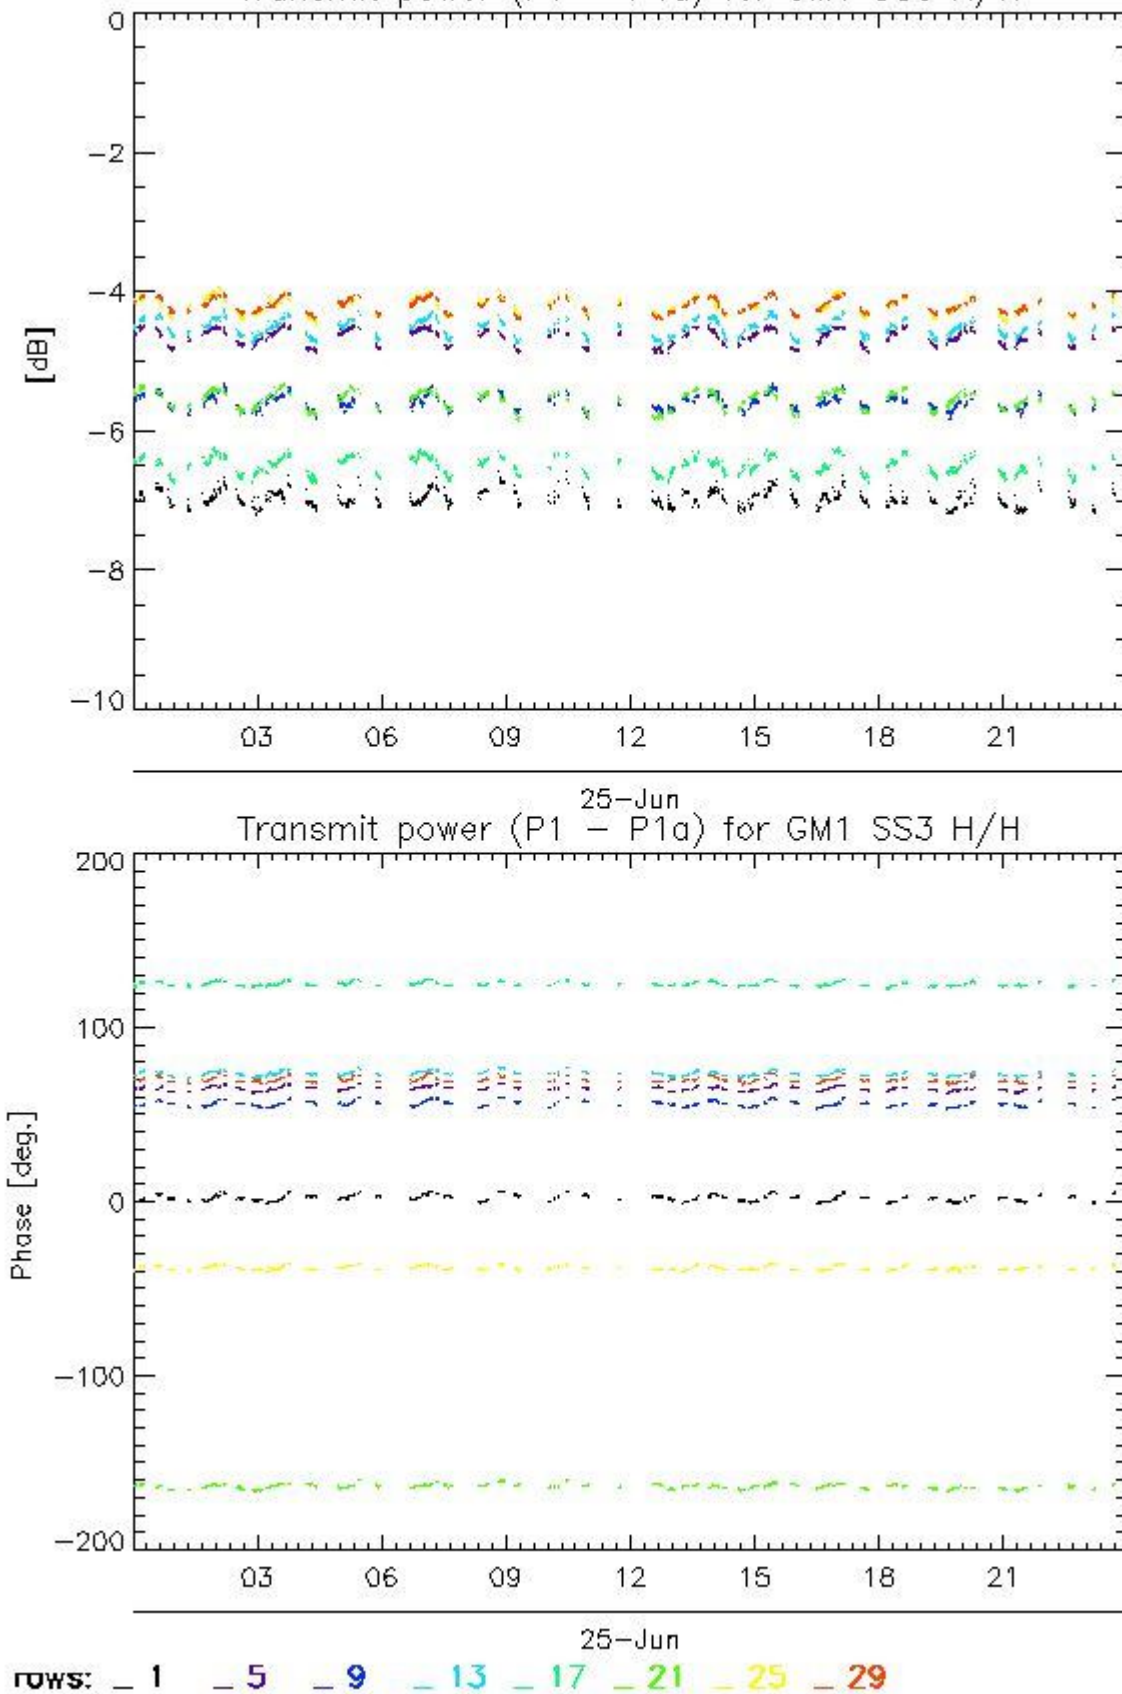 0
−2
−4
[dB]
−6
−8
−10
03 06 09 12 15 18 21
25−Jun
Transmit power (P1 − P1a) for GM1 SS3 H/H
200
100
Phase [deg.]
0
−100
−200
03 06 09 12 15 18 21
25−Jun
rows: _ 1 _ 5 _ 9 _ 13 _ 17 _ 21 _ 25 _ 29